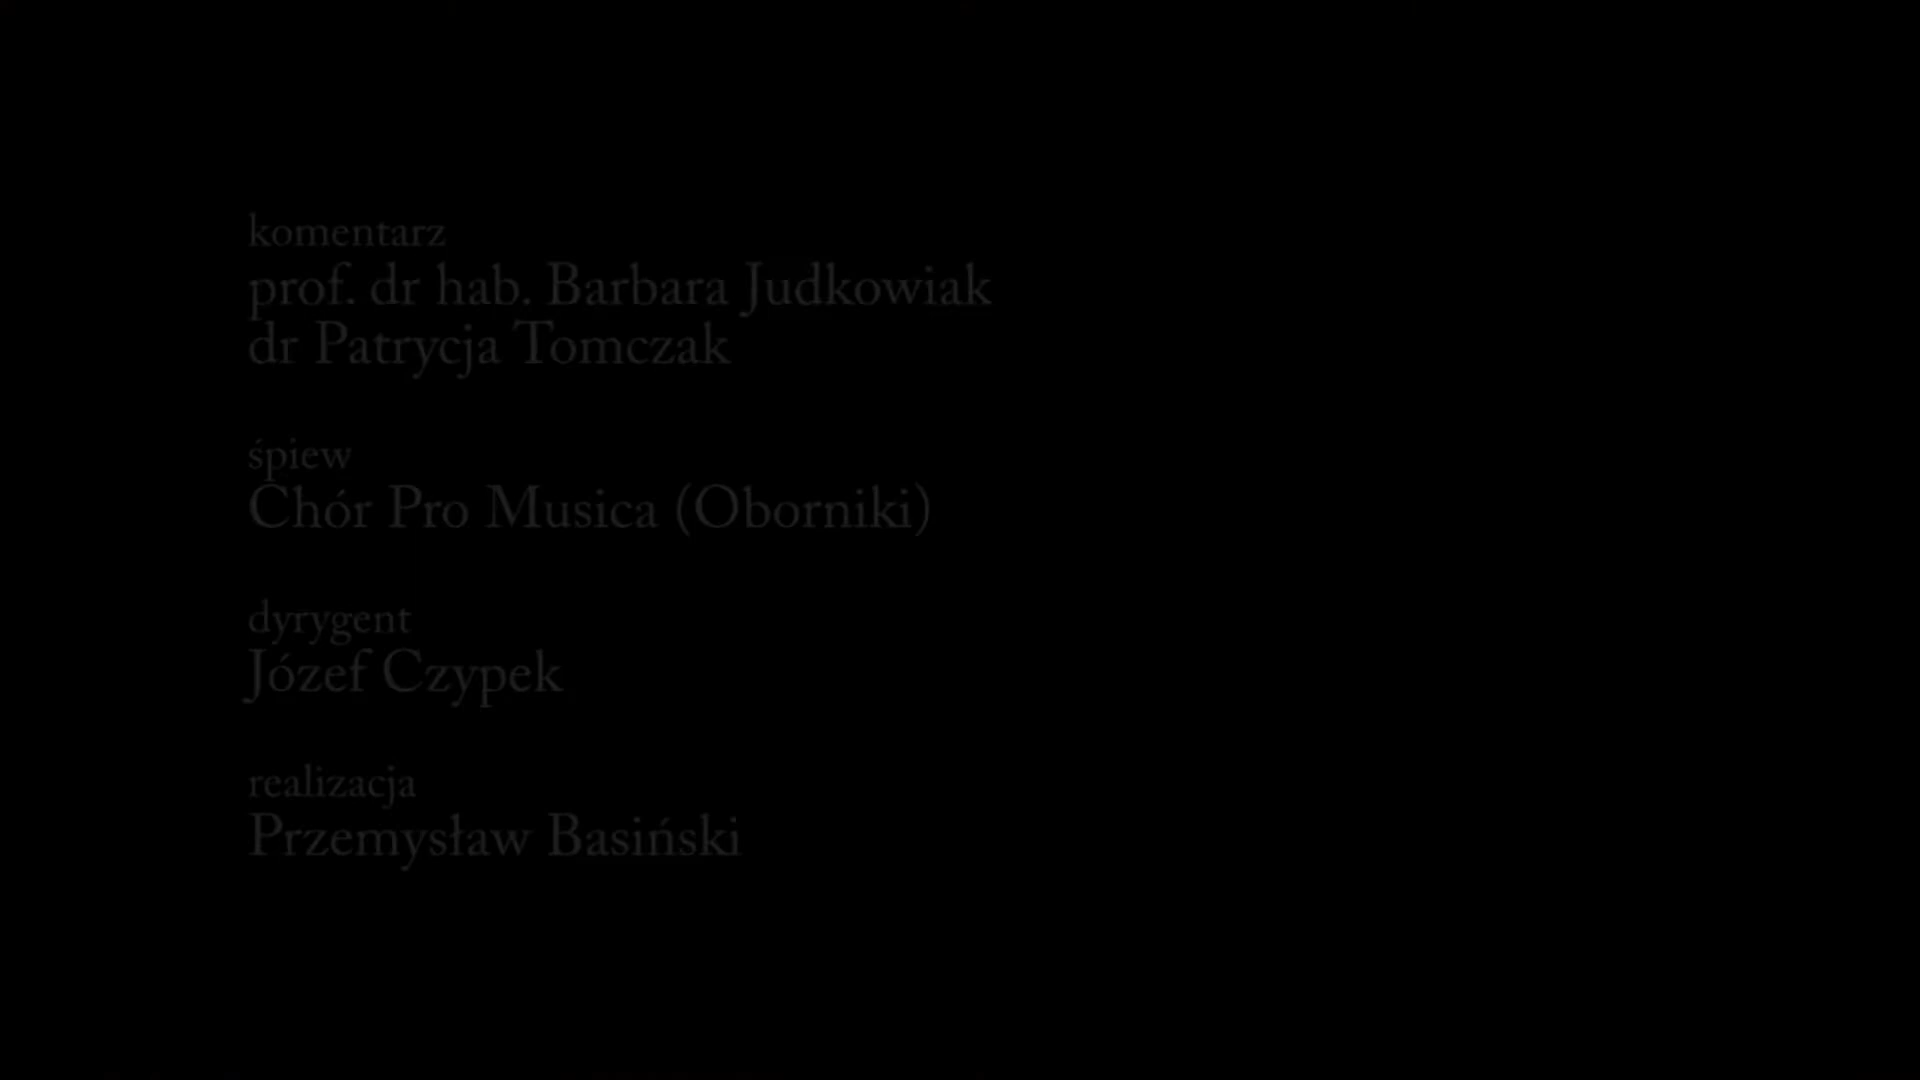 komentarz
prof. dr hab. Barbara Judkowiak
dr Patrycja Tomczak
śpiew
Chór Pro Musica (Oborniki)
dyrygent
Józef Czypek
realizacja
Przemysław Basiński